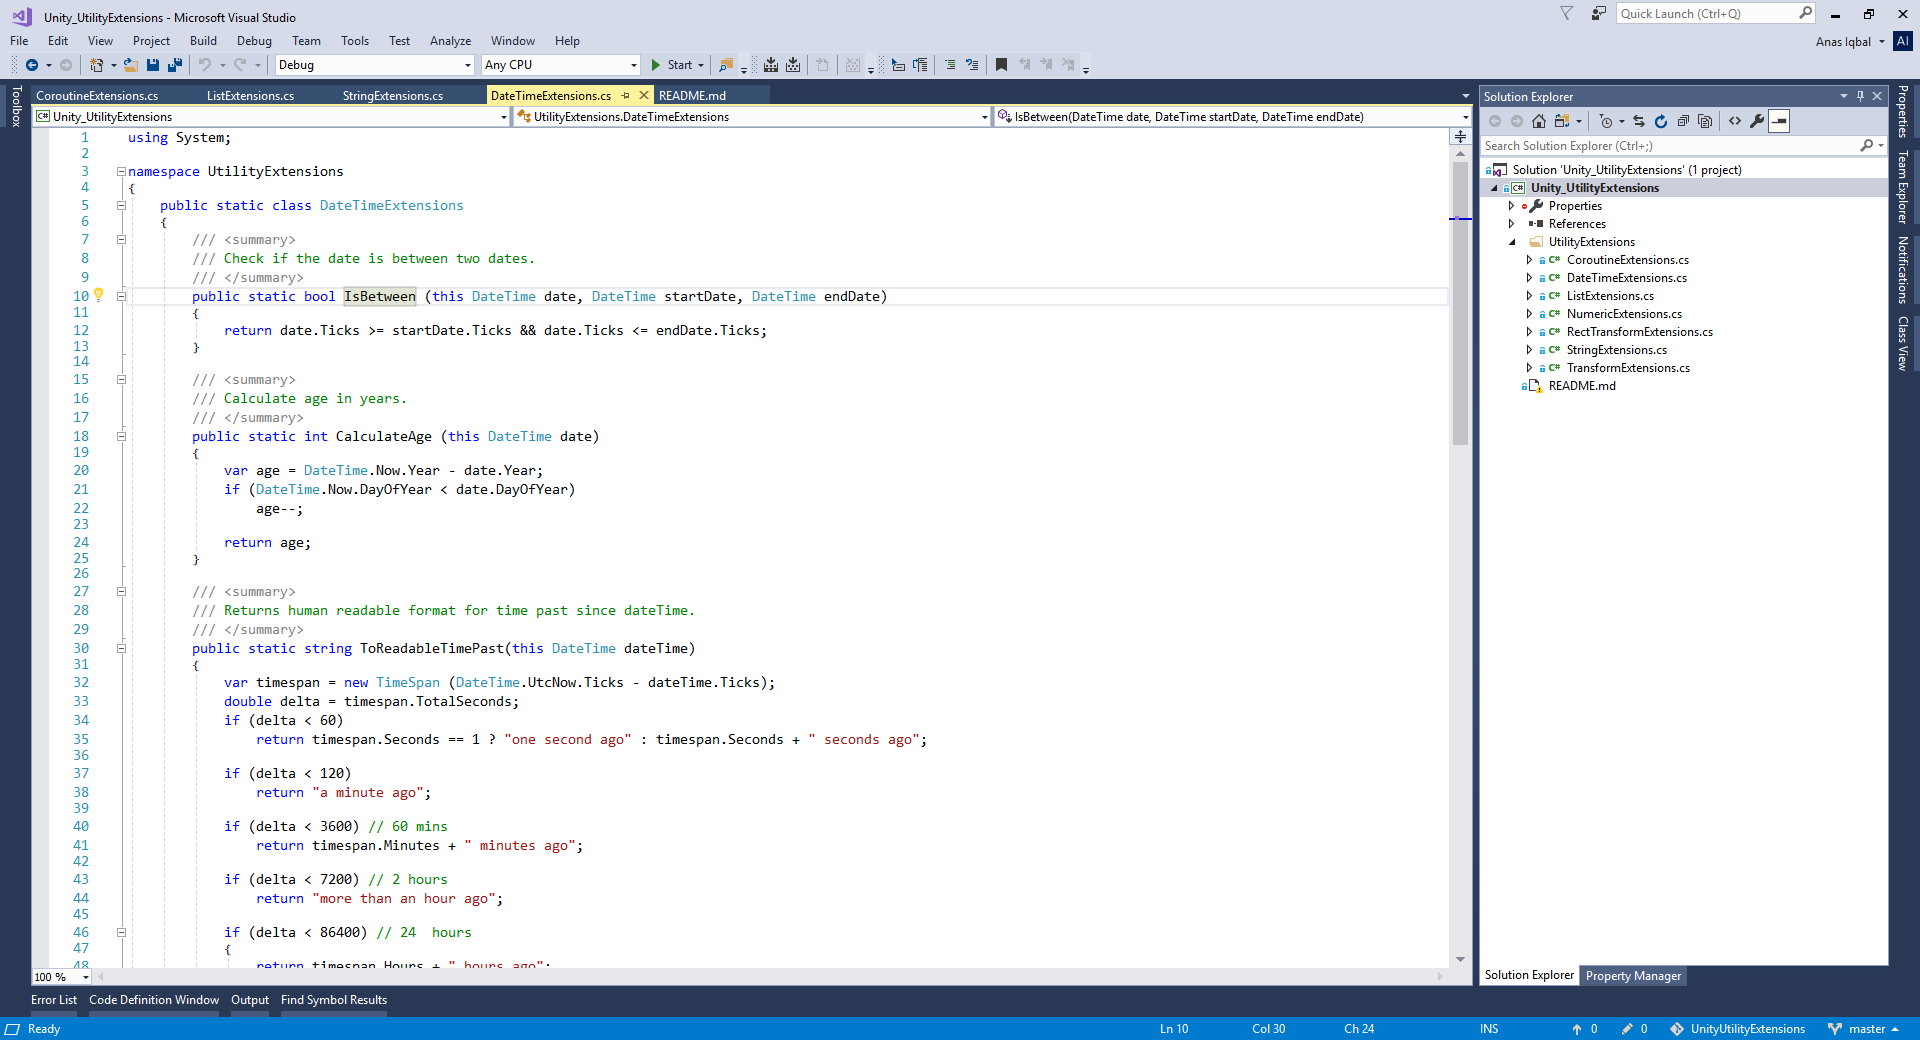 Unity_UtilityExtensions - Microsoft Visual Studio
Quick Launch (Ctrl+Q)
File Edit View Project Build Debug Team Tools Test Analyze Window Help
Anas Iqbal AI
Debug Any CPU Start
Toolbox
CoroutineExtensions.cs ListExtensions.cs StringExtensions.cs DateTimeExtensions.cs README.md
Unity_UtilityExtensions UtilityExtensions.DateTimeExtensions IsBetween(DateTime date, DateTime startDate, DateTime endDate)
1 using System;
2
3 namespace UtilityExtensions
4 {
5 public static class DateTimeExtensions
6 {
7 /// <summary>
8 /// Check if the date is between two dates.
9 /// </summary>
10 public static bool IsBetween (this DateTime date, DateTime startDate, DateTime endDate)
11 {
12 return date.Ticks >= startDate.Ticks && date.Ticks <= endDate.Ticks;
13 }
14
15 /// <summary>
16 /// Calculate age in years.
17 /// </summary>
18 public static int CalculateAge (this DateTime date)
19 {
20 var age = DateTime.Now.Year - date.Year;
21 if (DateTime.Now.DayOfYear < date.DayOfYear)
22 age--;
23
24 return age;
25 }
26
27 /// <summary>
28 /// Returns human readable format for time past since dateTime.
29 /// </summary>
30 public static string ToReadableTimePast(this DateTime dateTime)
31 {
32 var timespan = new TimeSpan (DateTime.UtcNow.Ticks - dateTime.Ticks);
33 double delta = timespan.TotalSeconds;
34 if (delta < 60)
35 return timespan.Seconds == 1 ? "one second ago" : timespan.Seconds + " seconds ago";
36
37 if (delta < 120)
38 return "a minute ago";
39
40 if (delta < 3600) // 60 mins
41 return timespan.Minutes + " minutes ago";
42
43 if (delta < 7200) // 2 hours
44 return "more than an hour ago";
45
46 if (delta < 86400) // 24  hours
47 {
48 return timespan.Hours + " hours ago";
100 %
Solution Explorer
Search Solution Explorer (Ctrl+;)
Solution 'Unity_UtilityExtensions' (1 project)
C# Unity_UtilityExtensions
Properties
References
UtilityExtensions
C# CoroutineExtensions.cs
C# DateTimeExtensions.cs
C# ListExtensions.cs
C# NumericExtensions.cs
C# RectTransformExtensions.cs
C# StringExtensions.cs
C# TransformExtensions.cs
README.md
Solution Explorer Property Manager
Properties
Team Explorer
Notifications
Class View
Error List Code Definition Window Output Find Symbol Results
Ready Ln 10 Col 30 Ch 24 INS 0 0 UnityUtilityExtensions master